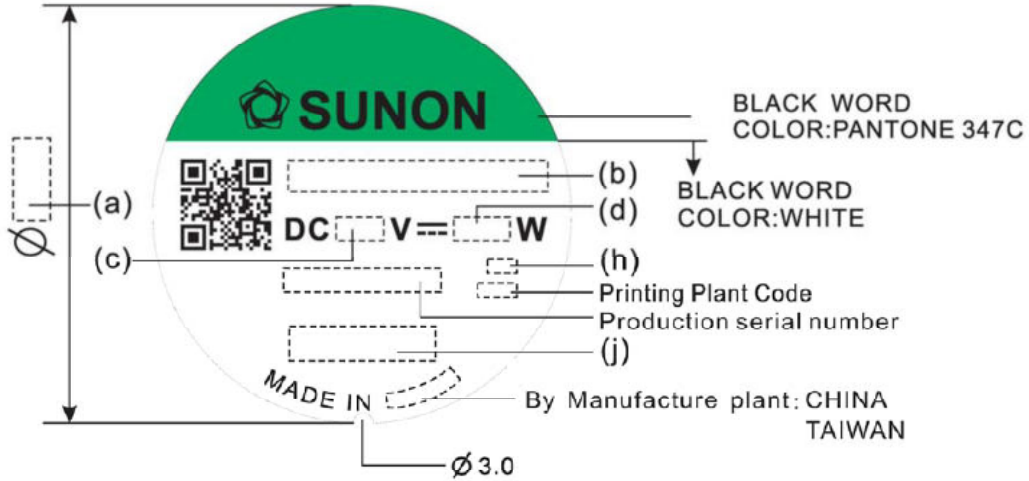 SUNON
BLACK WORD
COLOR:PANTONE 347C
BLACK WORD
COLOR:WHITE
(a)
Ø
(b)
(d)
DC V W
(c)
(h)
Printing Plant Code
Production serial number
(j)
MADE IN
By Manufacture plant: CHINA
TAIWAN
Ø3.0